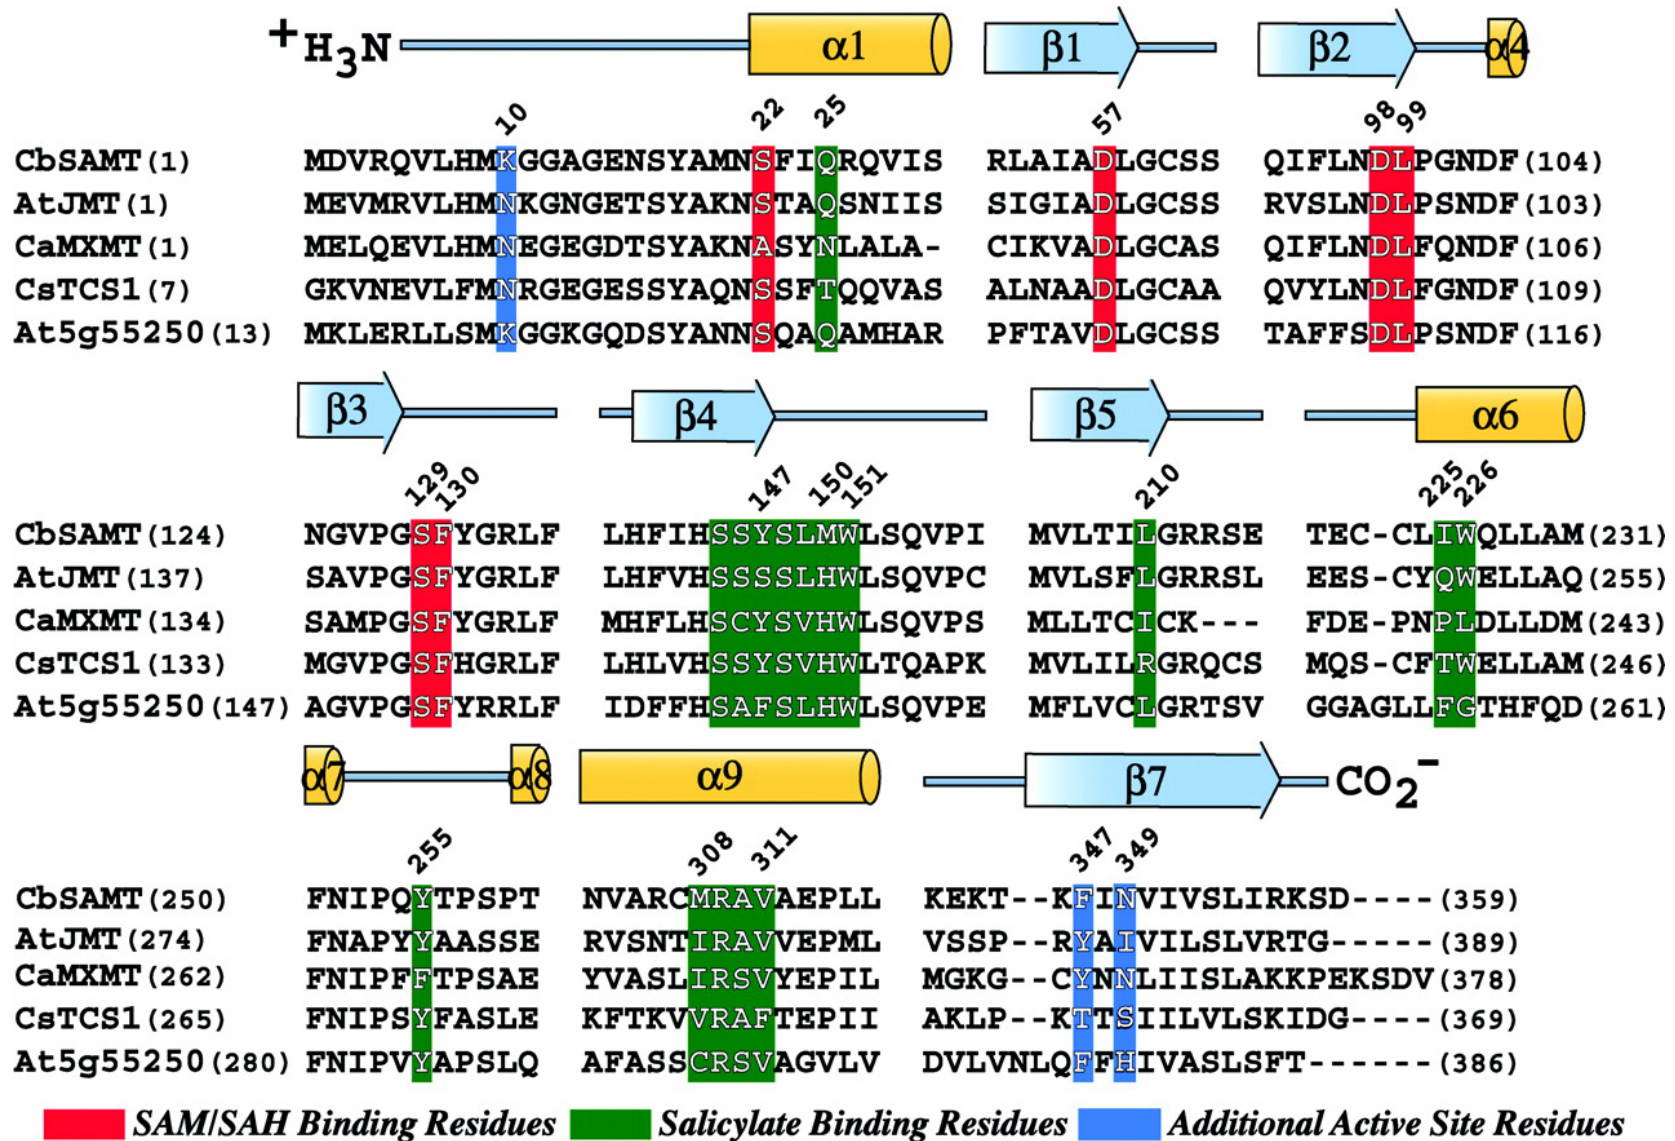 +H3N α1 β1 β2 α4
10 22 25 57 98 99
CbSAMT(1) MDVRQVLHMKGGAGENSYAMNSFIQRQVIS RLAIADLGCSS QIFLNDLPGNDF(104)
AtJMT(1) MEVMRVLHMNKGNGETSYAKNSTAQSNIIS SIGIADLGCSS RVSLNDLPSNDF(103)
CaMXMT(1) MELQEVLHMNEGEGDTSYAKNASYNLALA- CIKVADLGCAS QIFLNDLFQNDF(106)
CsTCS1(7) GKVNEVLFMNRGEGESSYAQNSSFTQQVAS ALNAADLGCAA QVYLNDLFGNDF(109)
At5g55250(13) MKLERLLSMKGGKGQDSYANNSQAQAMHAR PFTAVDLGCSS TAFFSDLPSNDF(116)
β3 β4 β5 α6
129 130 147 150 151 210 225 226
CbSAMT(124) NGVPGSFYGRLF LHFIHSSYSLMWLSQVPI MVLTILGRRSE TEC-CLIWQLLAM(231)
AtJMT(137) SAVPGSFYGRLF LHFVHSSSSLHWLSQVPC MVLSFLGRRSL EES-CYQWELLAQ(255)
CaMXMT(134) SAMPGSFYGRLF MHFLHSCYSVHWLSQVPS MLLTCICK--- FDE-PNPLDLLDM(243)
CsTCS1(133) MGVPGSFHGRLF LHLVHSSYSVHWLTQAPK MVLILRGRQCS MQS-CFTWELLAM(246)
At5g55250(147) AGVPGSFYRRLF IDFFHSAFSLHWLSQVPE MFLVCLGRTSV GGAGLLFGTHFQD(261)
α7 α8 α9 β7 CO2−
255 308 311 347 349
CbSAMT(250) FNIPQYTPSPT NVARCMRAVAEPLL KEKT--KFINVIVSLIRKSD----(359)
AtJMT(274) FNAPYYAASSE RVSNTIRAVVEPML VSSP--RYAIVILSLVRTG-----(389)
CaMXMT(262) FNIPFFTPSAE YVASLIRSVYEPIL MGKG--CYNNLIISLAKKPEKSDV(378)
CsTCS1(265) FNIPSYFASLE KFTKVVRAFTEPII AKLP--KTTSIILVLSKIDG----(369)
At5g55250(280) FNIPVYAPSLQ AFASSCRSVAGVLV DVLVNLQFFHIVASLSFT------(386)
SAM/SAH Binding Residues Salicylate Binding Residues Additional Active Site Residues